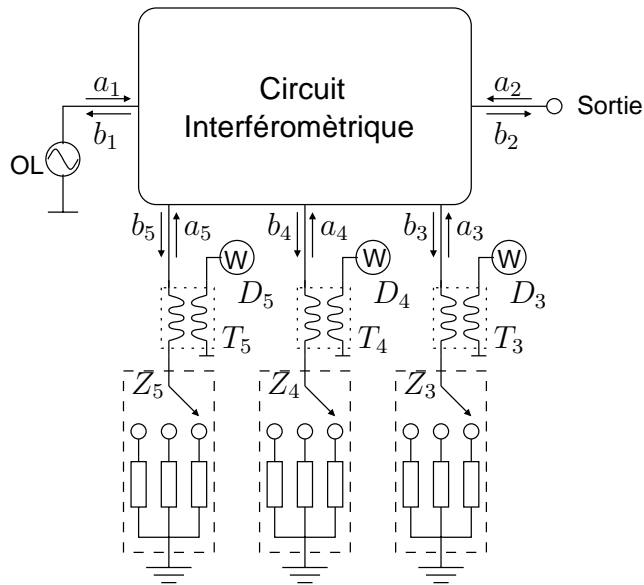 a₁
b₁
OL
Circuit
Interféromètrique
a₂
b₂
Sortie
b₅ a₅
b₄ a₄
b₃ a₃
W
W
W
D₅
D₄
D₃
T₅
T₄
T₃
Z₅
Z₄
Z₃